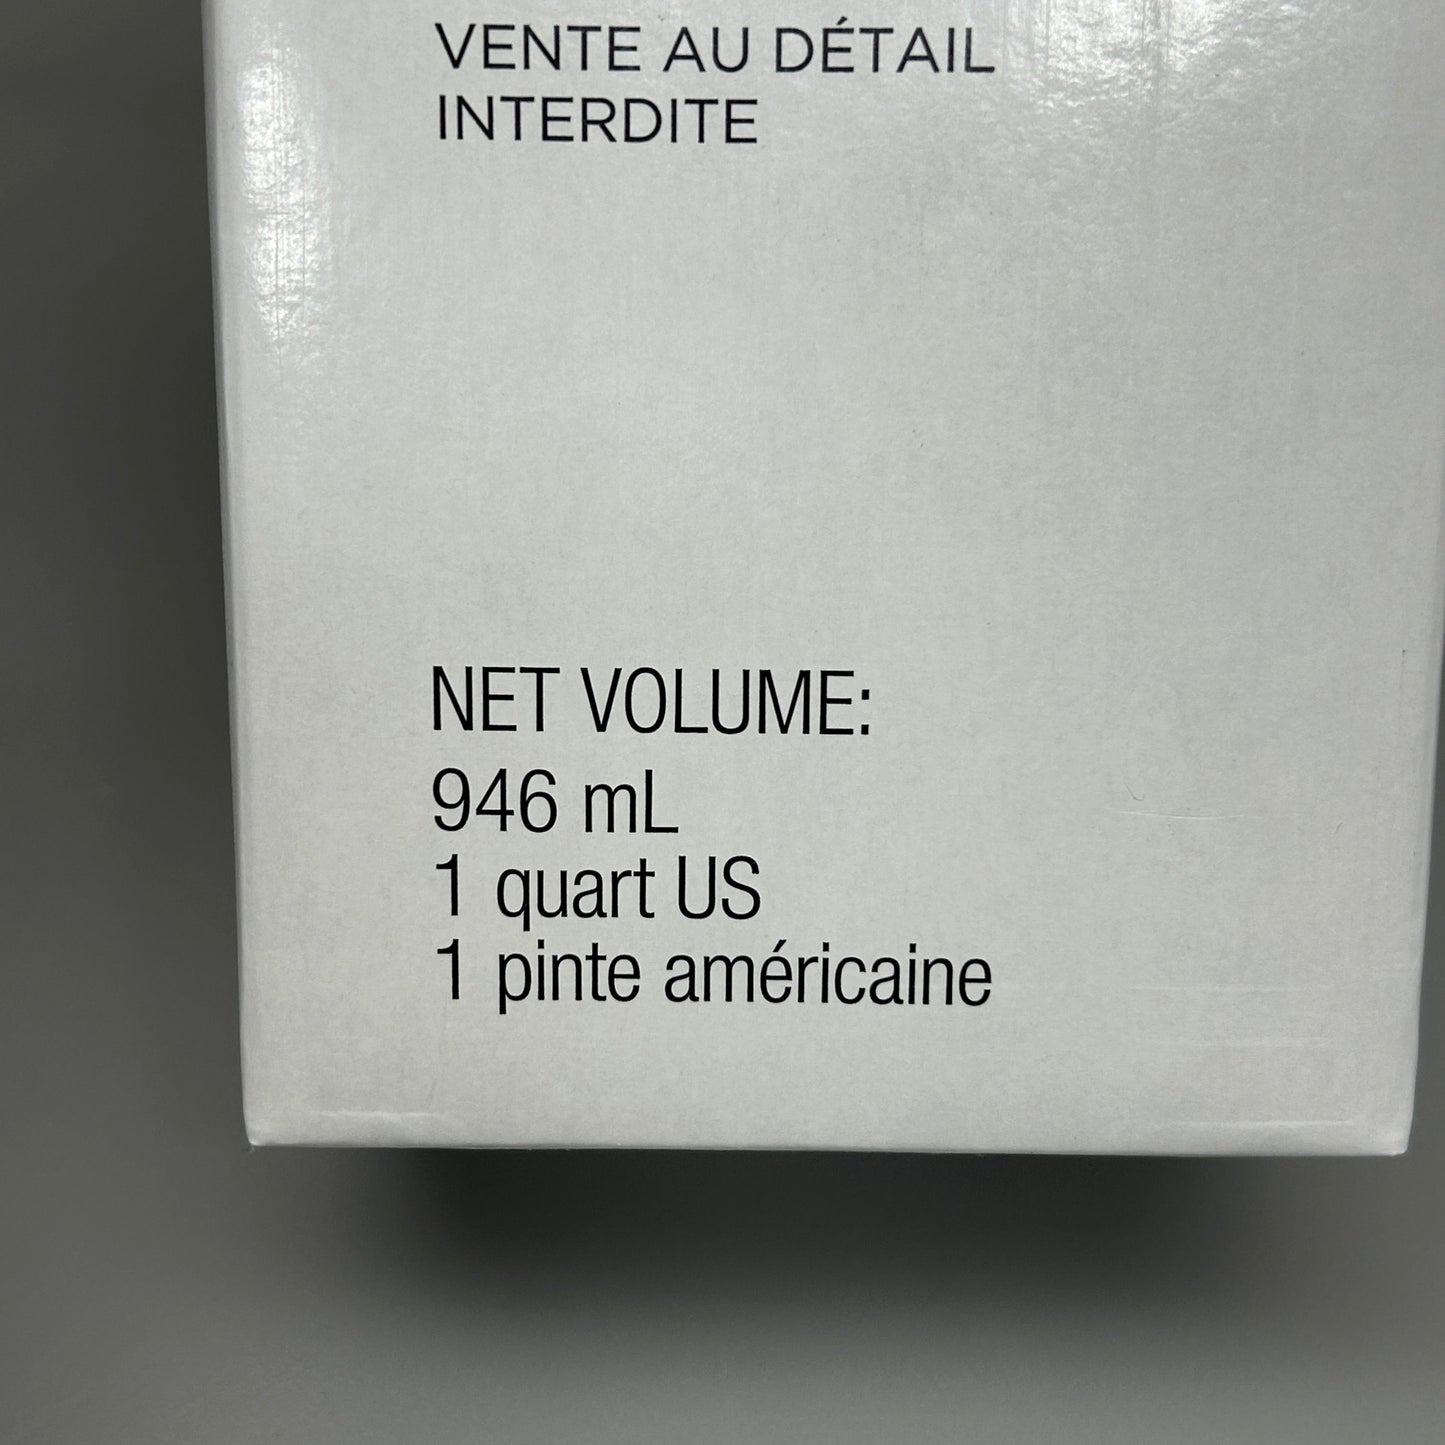 VENTE AU DÉTAIL
INTERDITE
NET VOLUME:
946 mL
1 quart US
1 pinte américaine